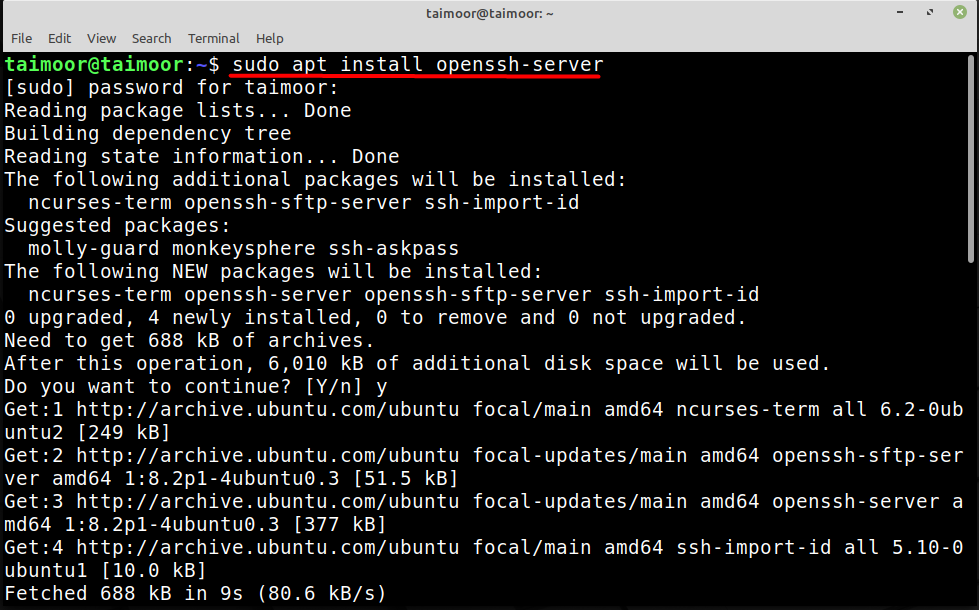 taimoor@taimoor: ~
File Edit View Search Terminal Help
taimoor@taimoor:~$ sudo apt install openssh-server
[sudo] password for taimoor:
Reading package lists... Done
Building dependency tree
Reading state information... Done
The following additional packages will be installed:
  ncurses-term openssh-sftp-server ssh-import-id
Suggested packages:
  molly-guard monkeysphere ssh-askpass
The following NEW packages will be installed:
  ncurses-term openssh-server openssh-sftp-server ssh-import-id
0 upgraded, 4 newly installed, 0 to remove and 0 not upgraded.
Need to get 688 kB of archives.
After this operation, 6,010 kB of additional disk space will be used.
Do you want to continue? [Y/n] y
Get:1 http://archive.ubuntu.com/ubuntu focal/main amd64 ncurses-term all 6.2-0ub
untu2 [249 kB]
Get:2 http://archive.ubuntu.com/ubuntu focal-updates/main amd64 openssh-sftp-ser
ver amd64 1:8.2p1-4ubuntu0.3 [51.5 kB]
Get:3 http://archive.ubuntu.com/ubuntu focal-updates/main amd64 openssh-server a
md64 1:8.2p1-4ubuntu0.3 [377 kB]
Get:4 http://archive.ubuntu.com/ubuntu focal/main amd64 ssh-import-id all 5.10-0
ubuntu1 [10.0 kB]
Fetched 688 kB in 9s (80.6 kB/s)